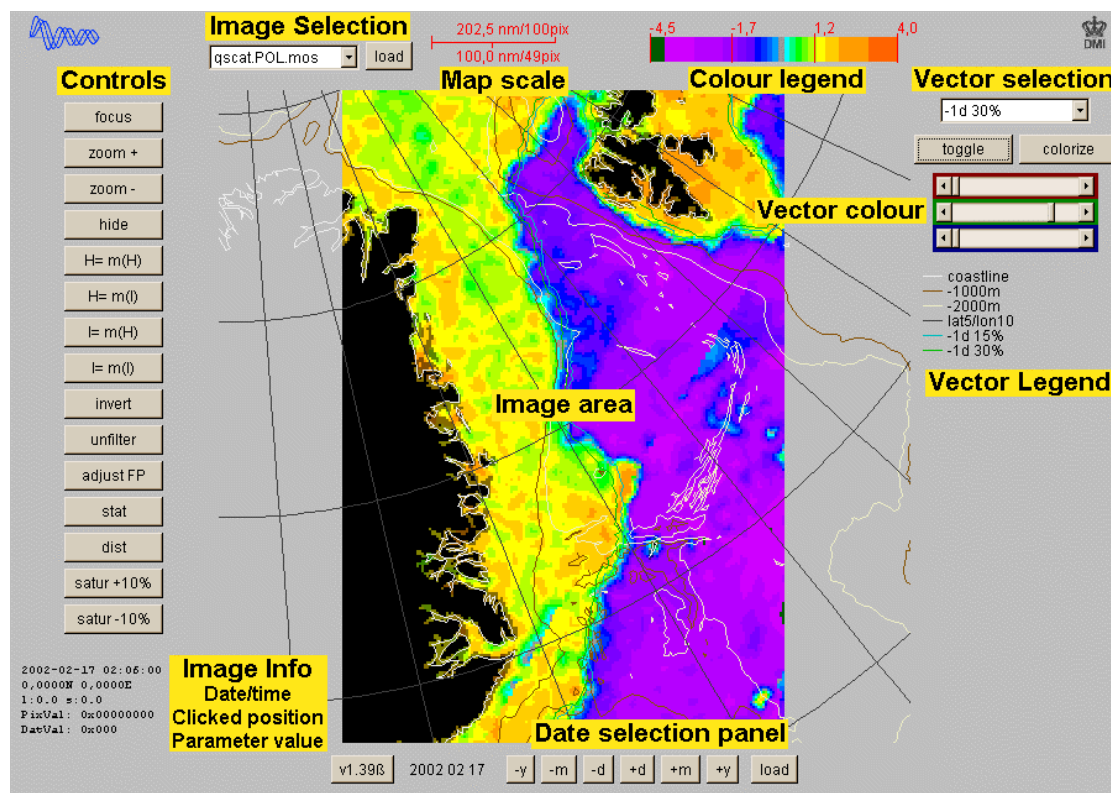 Image Selection
qscat.POL.mos
load
202,5 nm/100pix
100,0 nm/49pix
Map scale
-4,5 -1,7 1,2 4,0
Colour legend
DMI
Controls
focus
zoom +
zoom -
hide
H= m(H)
H= m(I)
I= m(H)
I= m(I)
invert
unfilter
adjust FP
stat
dist
satur +10%
satur -10%
Vector selection
-1d 30%
toggle
colorize
Vector colour
coastline
-1000m
-2000m
lat5/lon10
-1d 15%
-1d 30%
Vector Legend
Image area
2002-02-17 02:06:00
0,0000N 0,0000E
1:0.0 s:0.0
PixVal: 0x00000000
DatVal: 0x000
Image Info
Date/time
Clicked position
Parameter value
Date selection panel
v1.39ß 2002 02 17 -y -m -d +d +m +y load